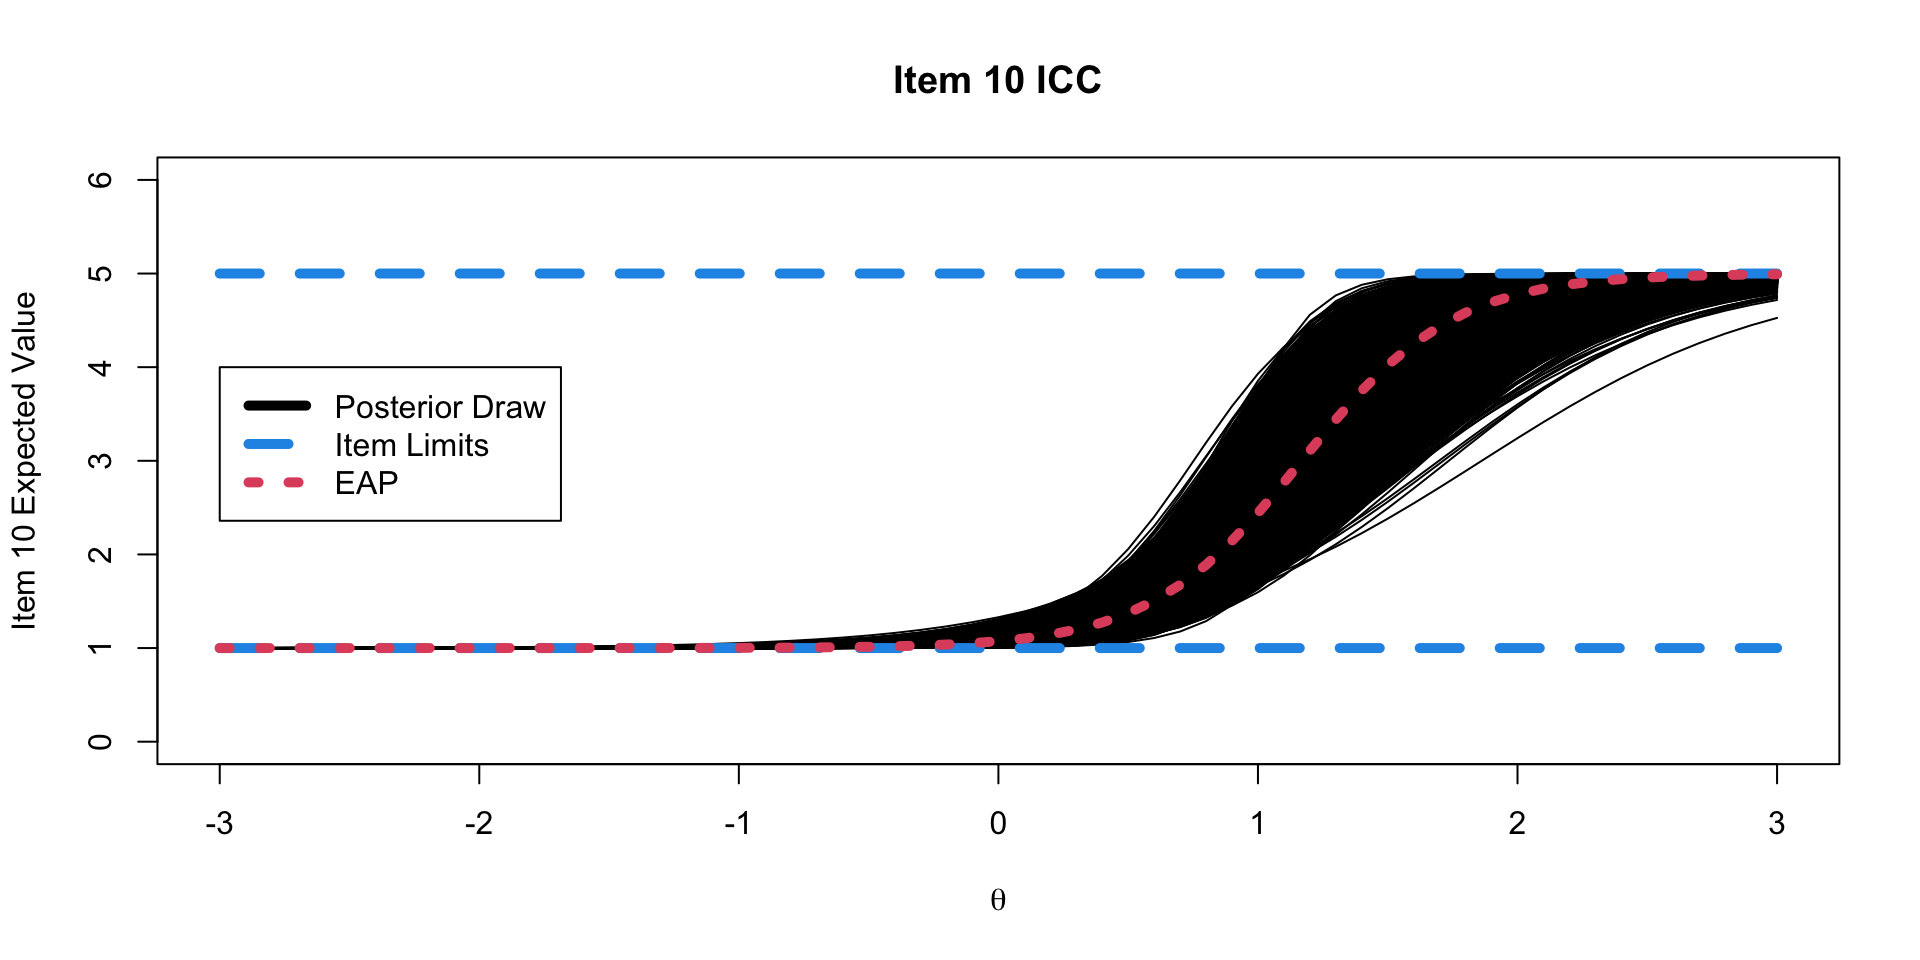 Item 10 ICC
Item 10 Expected Value
6
5
4
3
2
1
0
Posterior Draw
Item Limits
EAP
-3 -2 -1 0 1 2 3
θ